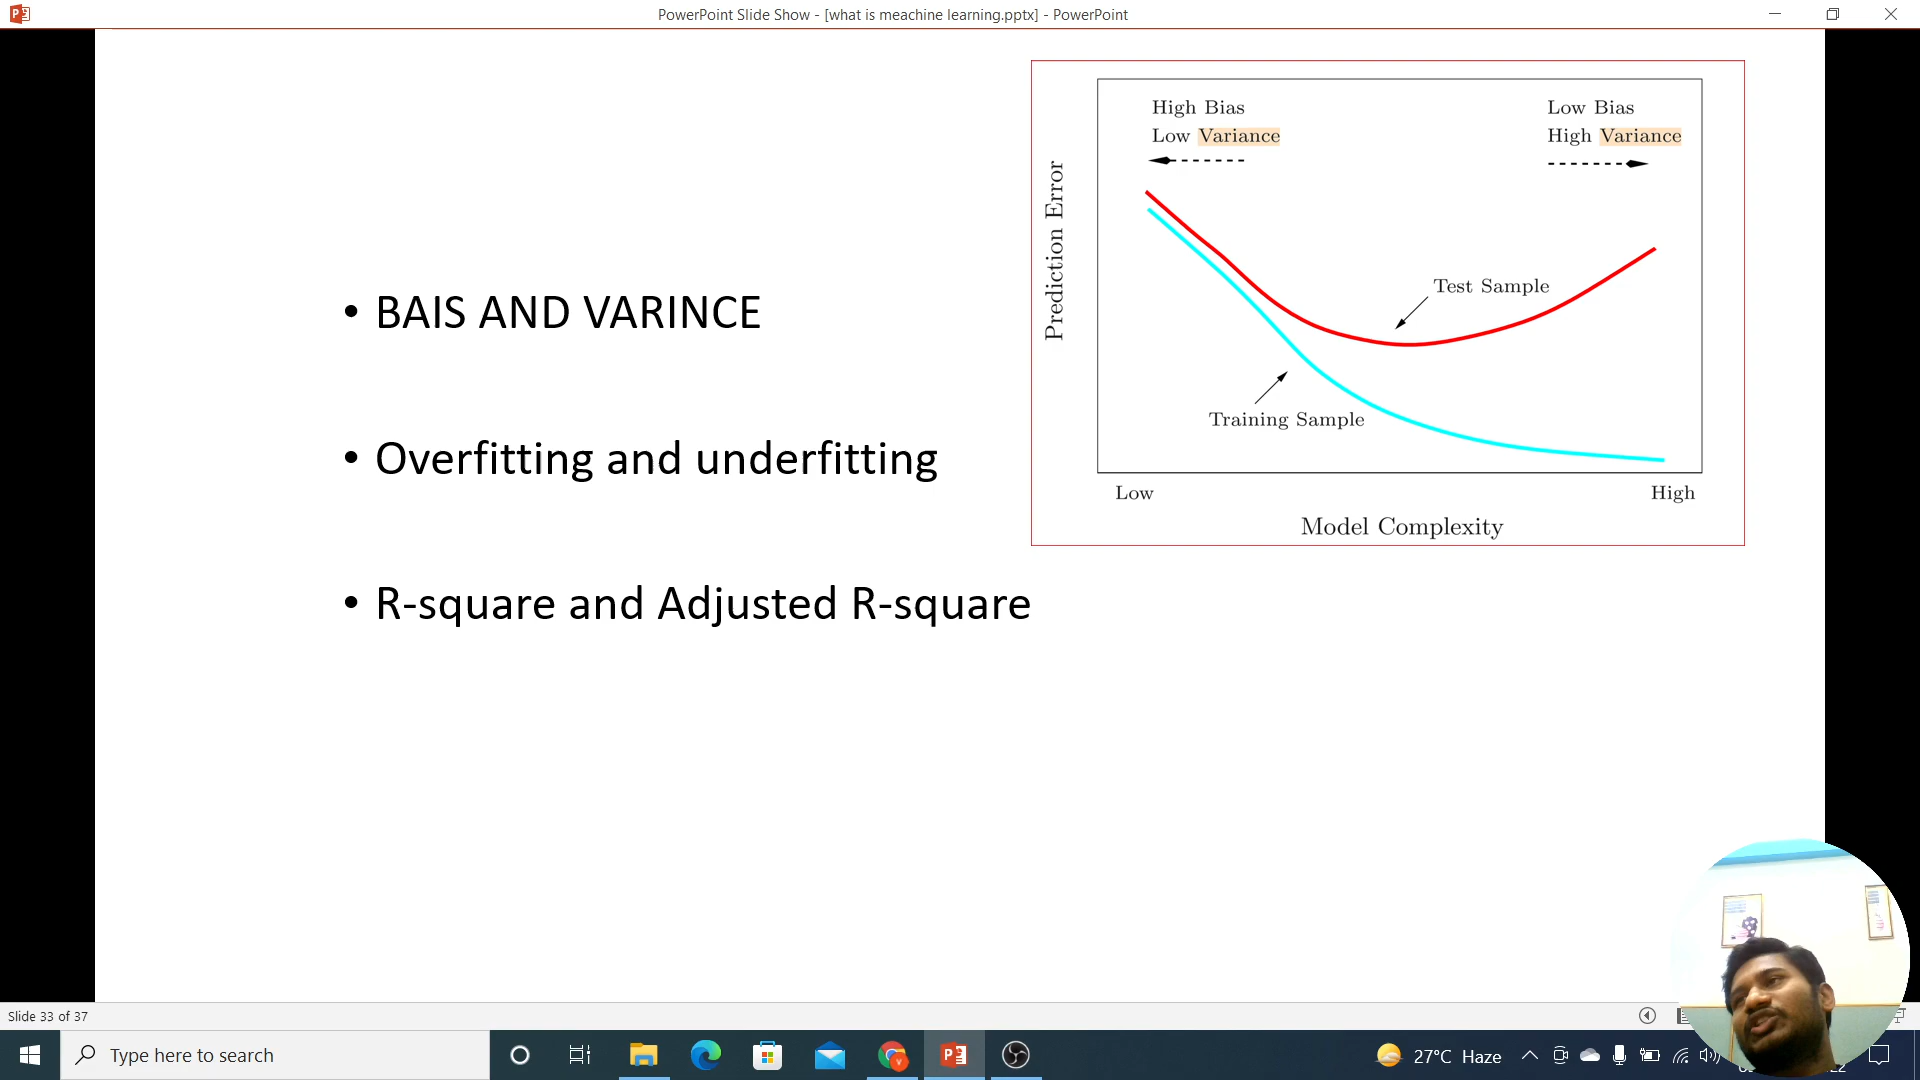 PowerPoint Slide Show - [what is meachine learning.pptx] - PowerPoint
High Bias
Low Variance
Low Bias
High Variance
Prediction Error
Test Sample
Training Sample
Low
High
Model Complexity
• BAIS AND VARINCE
• Overfitting and underfitting
• R-square and Adjusted R-square
Slide 33 of 37
Type here to search
27°C Haze